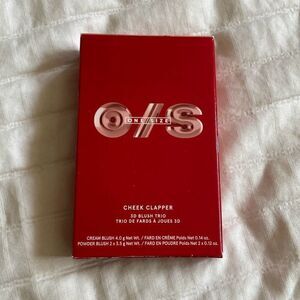 O/S
ONE/SIZE
CHEEK CLAPPER
3D BLUSH TRIO
TRIO DE FARDS À JOUES 3D
CREAM BLUSH 4.0 g Net Wt. / FARD EN CRÈME Poids Net 0.14 oz.
POWDER BLUSH 2 x 3.5 g Net Wt. / FARD EN POUDRE Poids Net 2 x 0.12 oz.